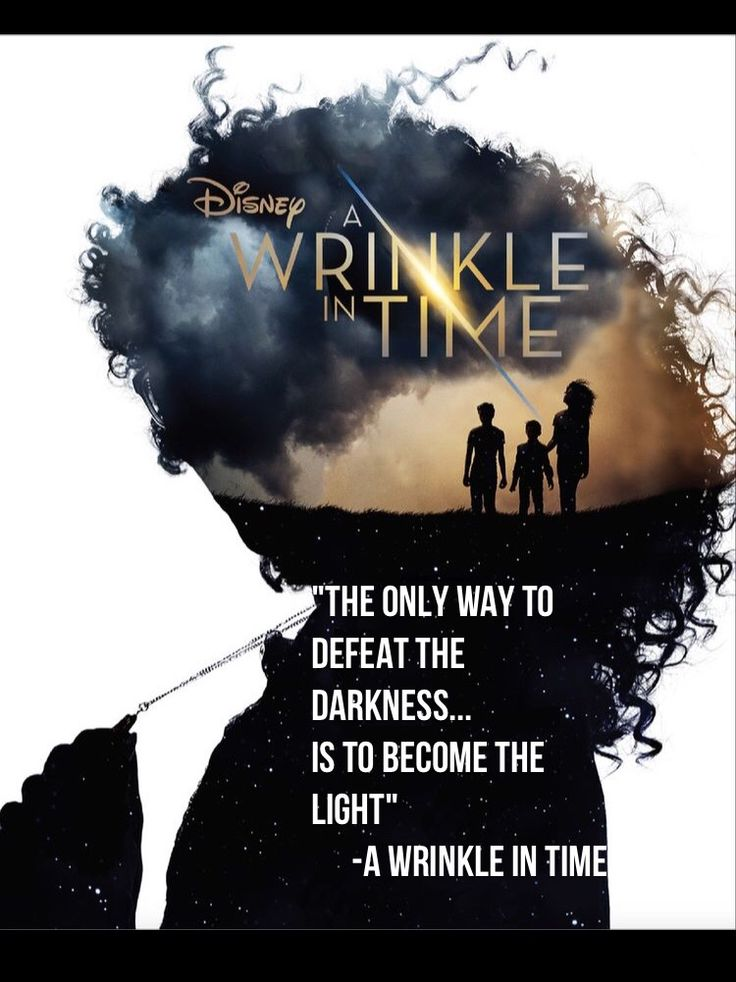 Disney
A
WRINKLE
IN TIME
"THE ONLY WAY TO
DEFEAT THE
DARKNESS...
IS TO BECOME THE
LIGHT"
-A WRINKLE IN TIME